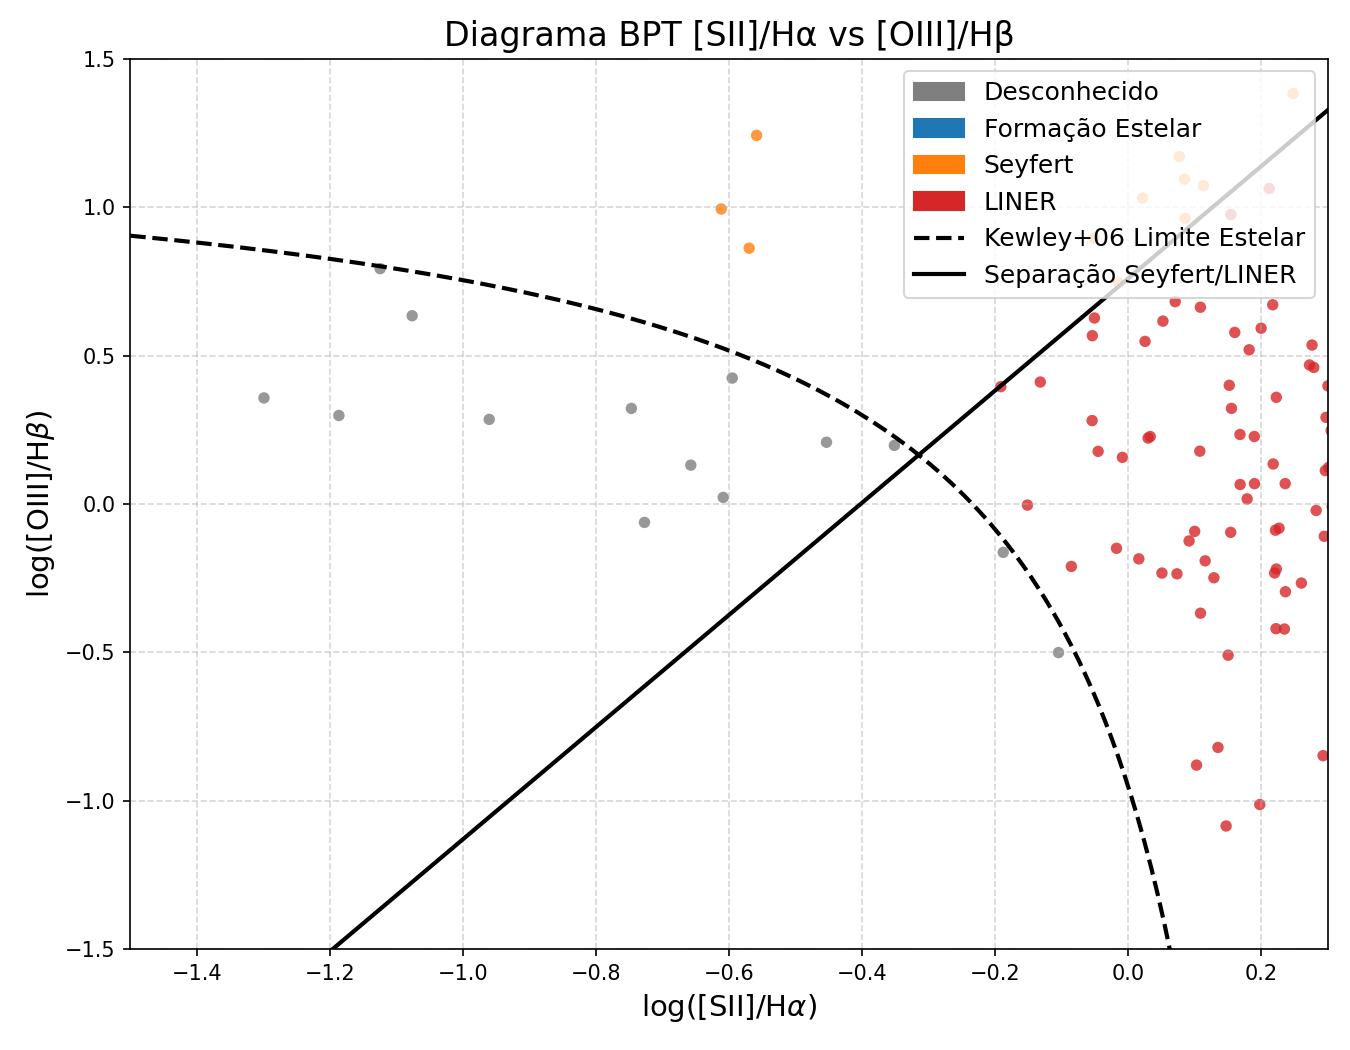 Diagrama BPT [SII]/Hα vs [OIII]/Hβ
1.5
1.0
0.5
0.0
−0.5
−1.0
−1.5
log([OIII]/Hβ)
Desconhecido
Formação Estelar
Seyfert
LINER
Kewley+06 Limite Estelar
Separação Seyfert/LINER
−1.4 −1.2 −1.0 −0.8 −0.6 −0.4 −0.2 0.0 0.2
log([SII]/Hα)